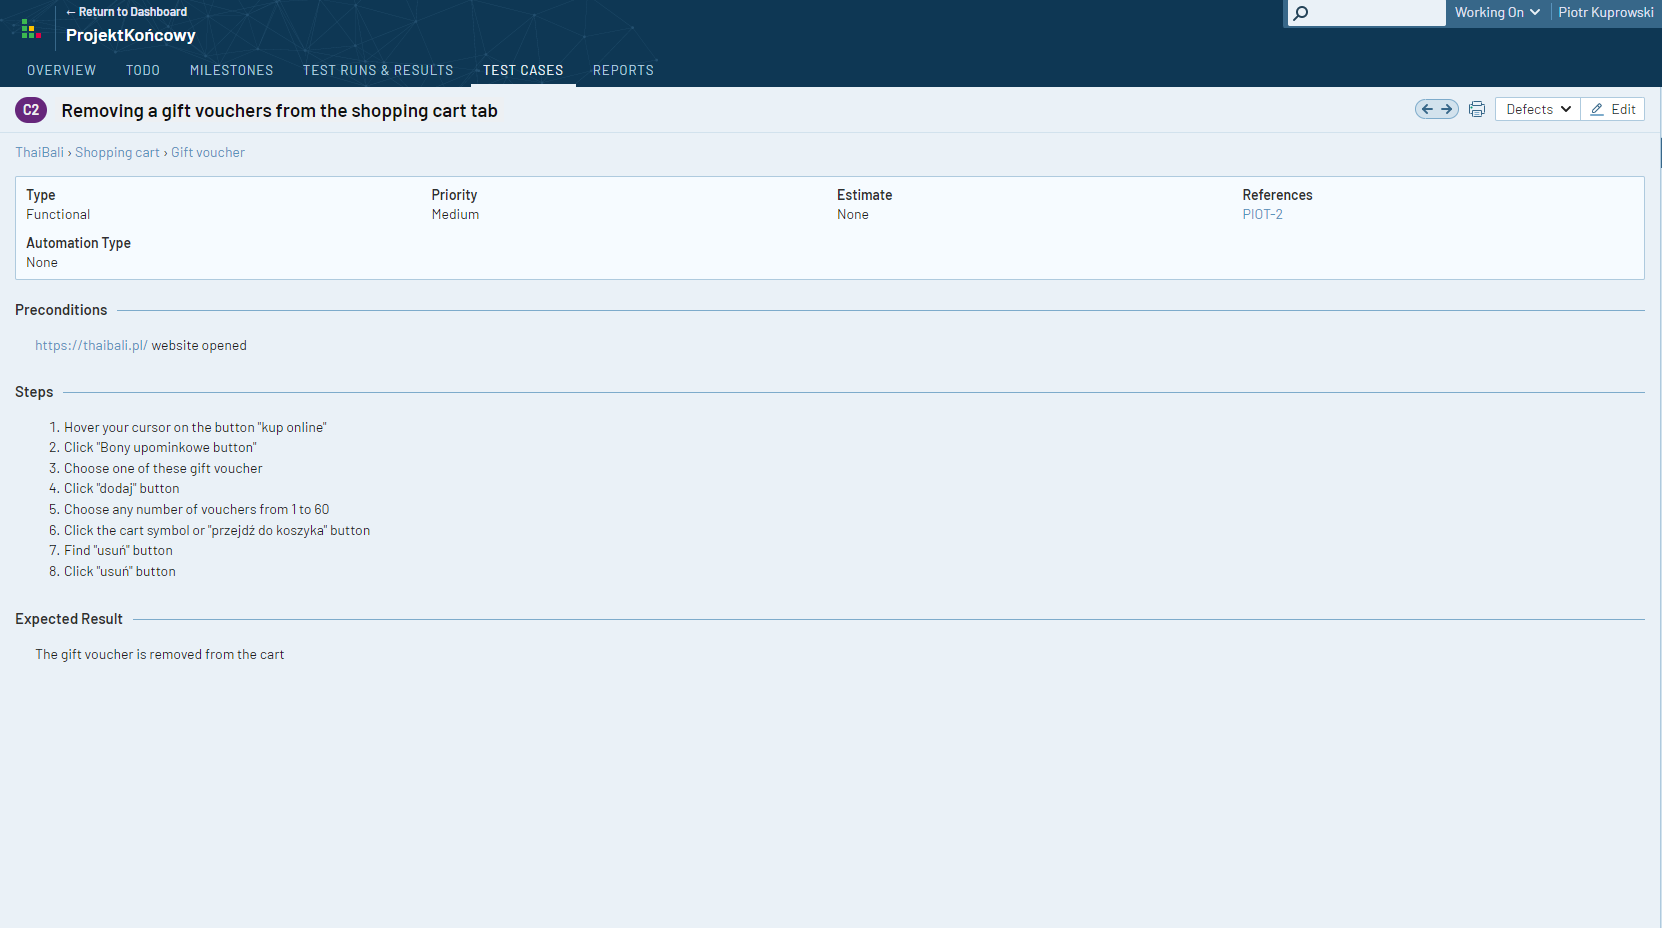 ← Return to Dashboard
ProjektKońcowy
Working On
Piotr Kuprowski
OVERVIEW TODO MILESTONES TEST RUNS & RESULTS TEST CASES REPORTS
C2 Removing a gift vouchers from the shopping cart tab
Defects
Edit
ThaiBali › Shopping cart › Gift voucher
Type
Functional
Priority
Medium
Estimate
None
References
PIOT-2
Automation Type
None
Preconditions
https://thaibali.pl/ website opened
Steps
1. Hover your cursor on the button "kup online"
2. Click "Bony upominkowe button"
3. Choose one of these gift voucher
4. Click "dodaj" button
5. Choose any number of vouchers from 1 to 60
6. Click the cart symbol or "przejdź do koszyka" button
7. Find "usuń" button
8. Click "usuń" button
Expected Result
The gift voucher is removed from the cart